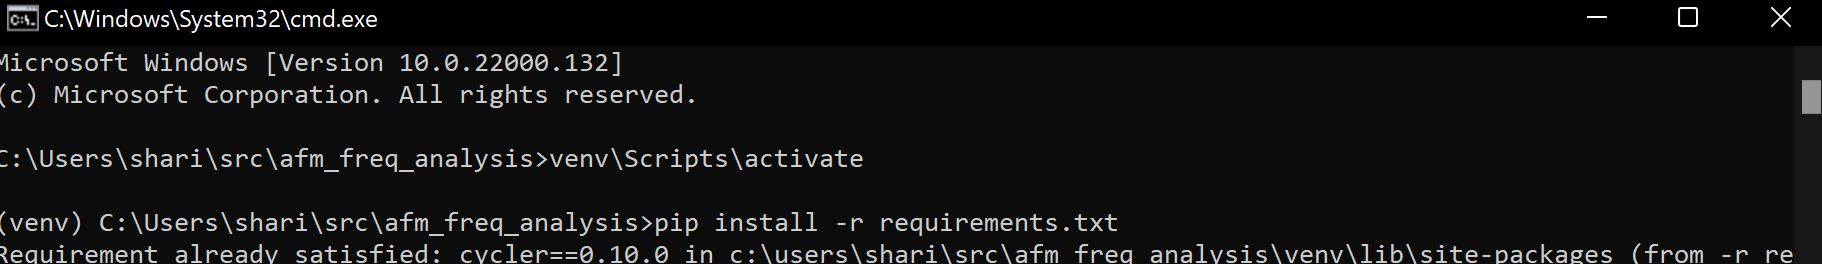 C:\Windows\System32\cmd.exe
Microsoft Windows [Version 10.0.22000.132]
(c) Microsoft Corporation. All rights reserved.
C:\Users\shari\src\afm_freq_analysis>venv\Scripts\activate
(venv) C:\Users\shari\src\afm_freq_analysis>pip install -r requirements.txt
Requirement already satisfied: cycler==0.10.0 in c:\users\shari\src\afm_freq_analysis\venv\lib\site-packages (from -r re